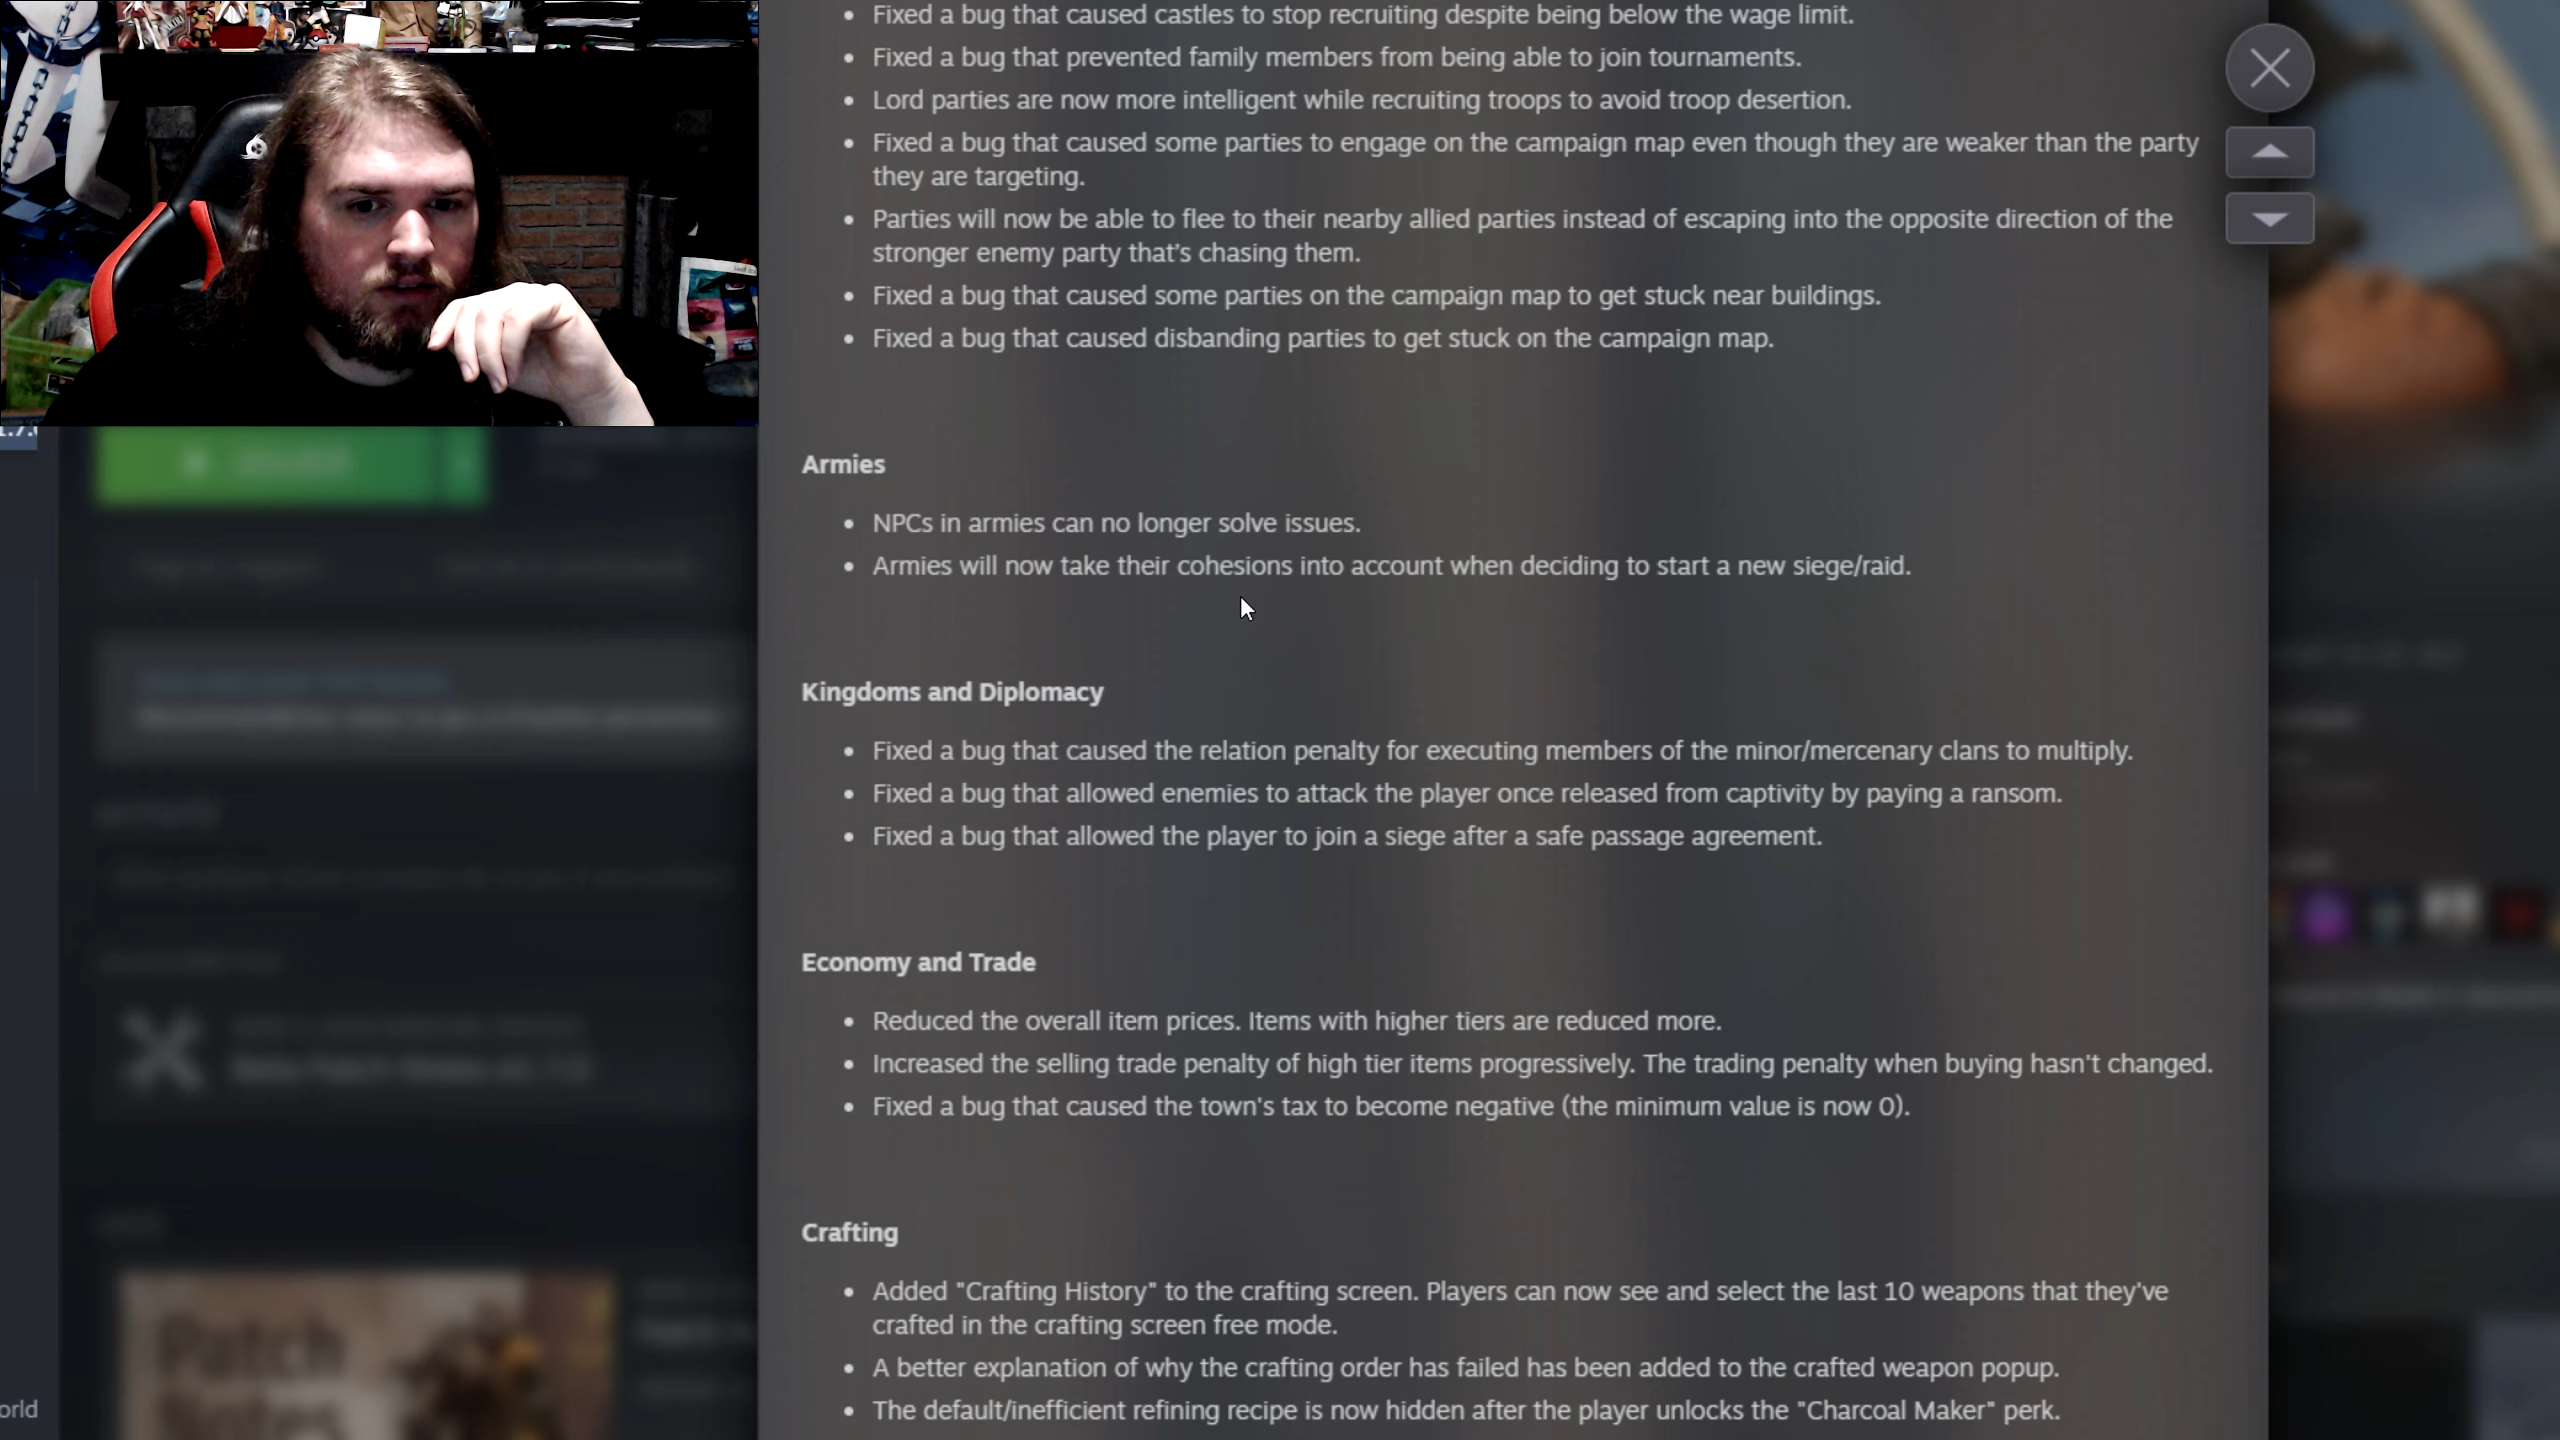 Fixed a bug that caused castles to stop recruiting despite being below the wage limit.
Fixed a bug that prevented family members from being able to join tournaments.
Lord parties are now more intelligent while recruiting troops to avoid troop desertion.
Fixed a bug that caused some parties to engage on the campaign map even though they are weaker than the party
they are targeting.
Parties will now be able to flee to their nearby allied parties instead of escaping into the opposite direction of the
stronger enemy party that's chasing them.
Fixed a bug that caused some parties on the campaign map to get stuck near buildings.
Fixed a bug that caused disbanding parties to get stuck on the campaign map.
Armies
NPCs in armies can no longer solve issues.
Armies will now take their cohesions into account when deciding to start a new siege/raid.
Kingdoms and Diplomacy
Fixed a bug that caused the relation penalty for executing members of the minor/mercenary clans to multiply.
Fixed a bug that allowed enemies to attack the player once released from captivity by paying a ransom.
Fixed a bug that allowed the player to join a siege after a safe passage agreement.
Economy and Trade
Reduced the overall item prices. Items with higher tiers are reduced more.
Increased the selling trade penalty of high tier items progressively. The trading penalty when buying hasn't changed.
Fixed a bug that caused the town's tax to become negative (the minimum value is now 0).
Crafting
Added "Crafting History" to the crafting screen. Players can now see and select the last 10 weapons that they've
crafted in the crafting screen free mode.
A better explanation of why the crafting order has failed has been added to the crafted weapon popup.
The default/inefficient refining recipe is now hidden after the player unlocks the "Charcoal Maker" perk.
Patch
Notes
orld